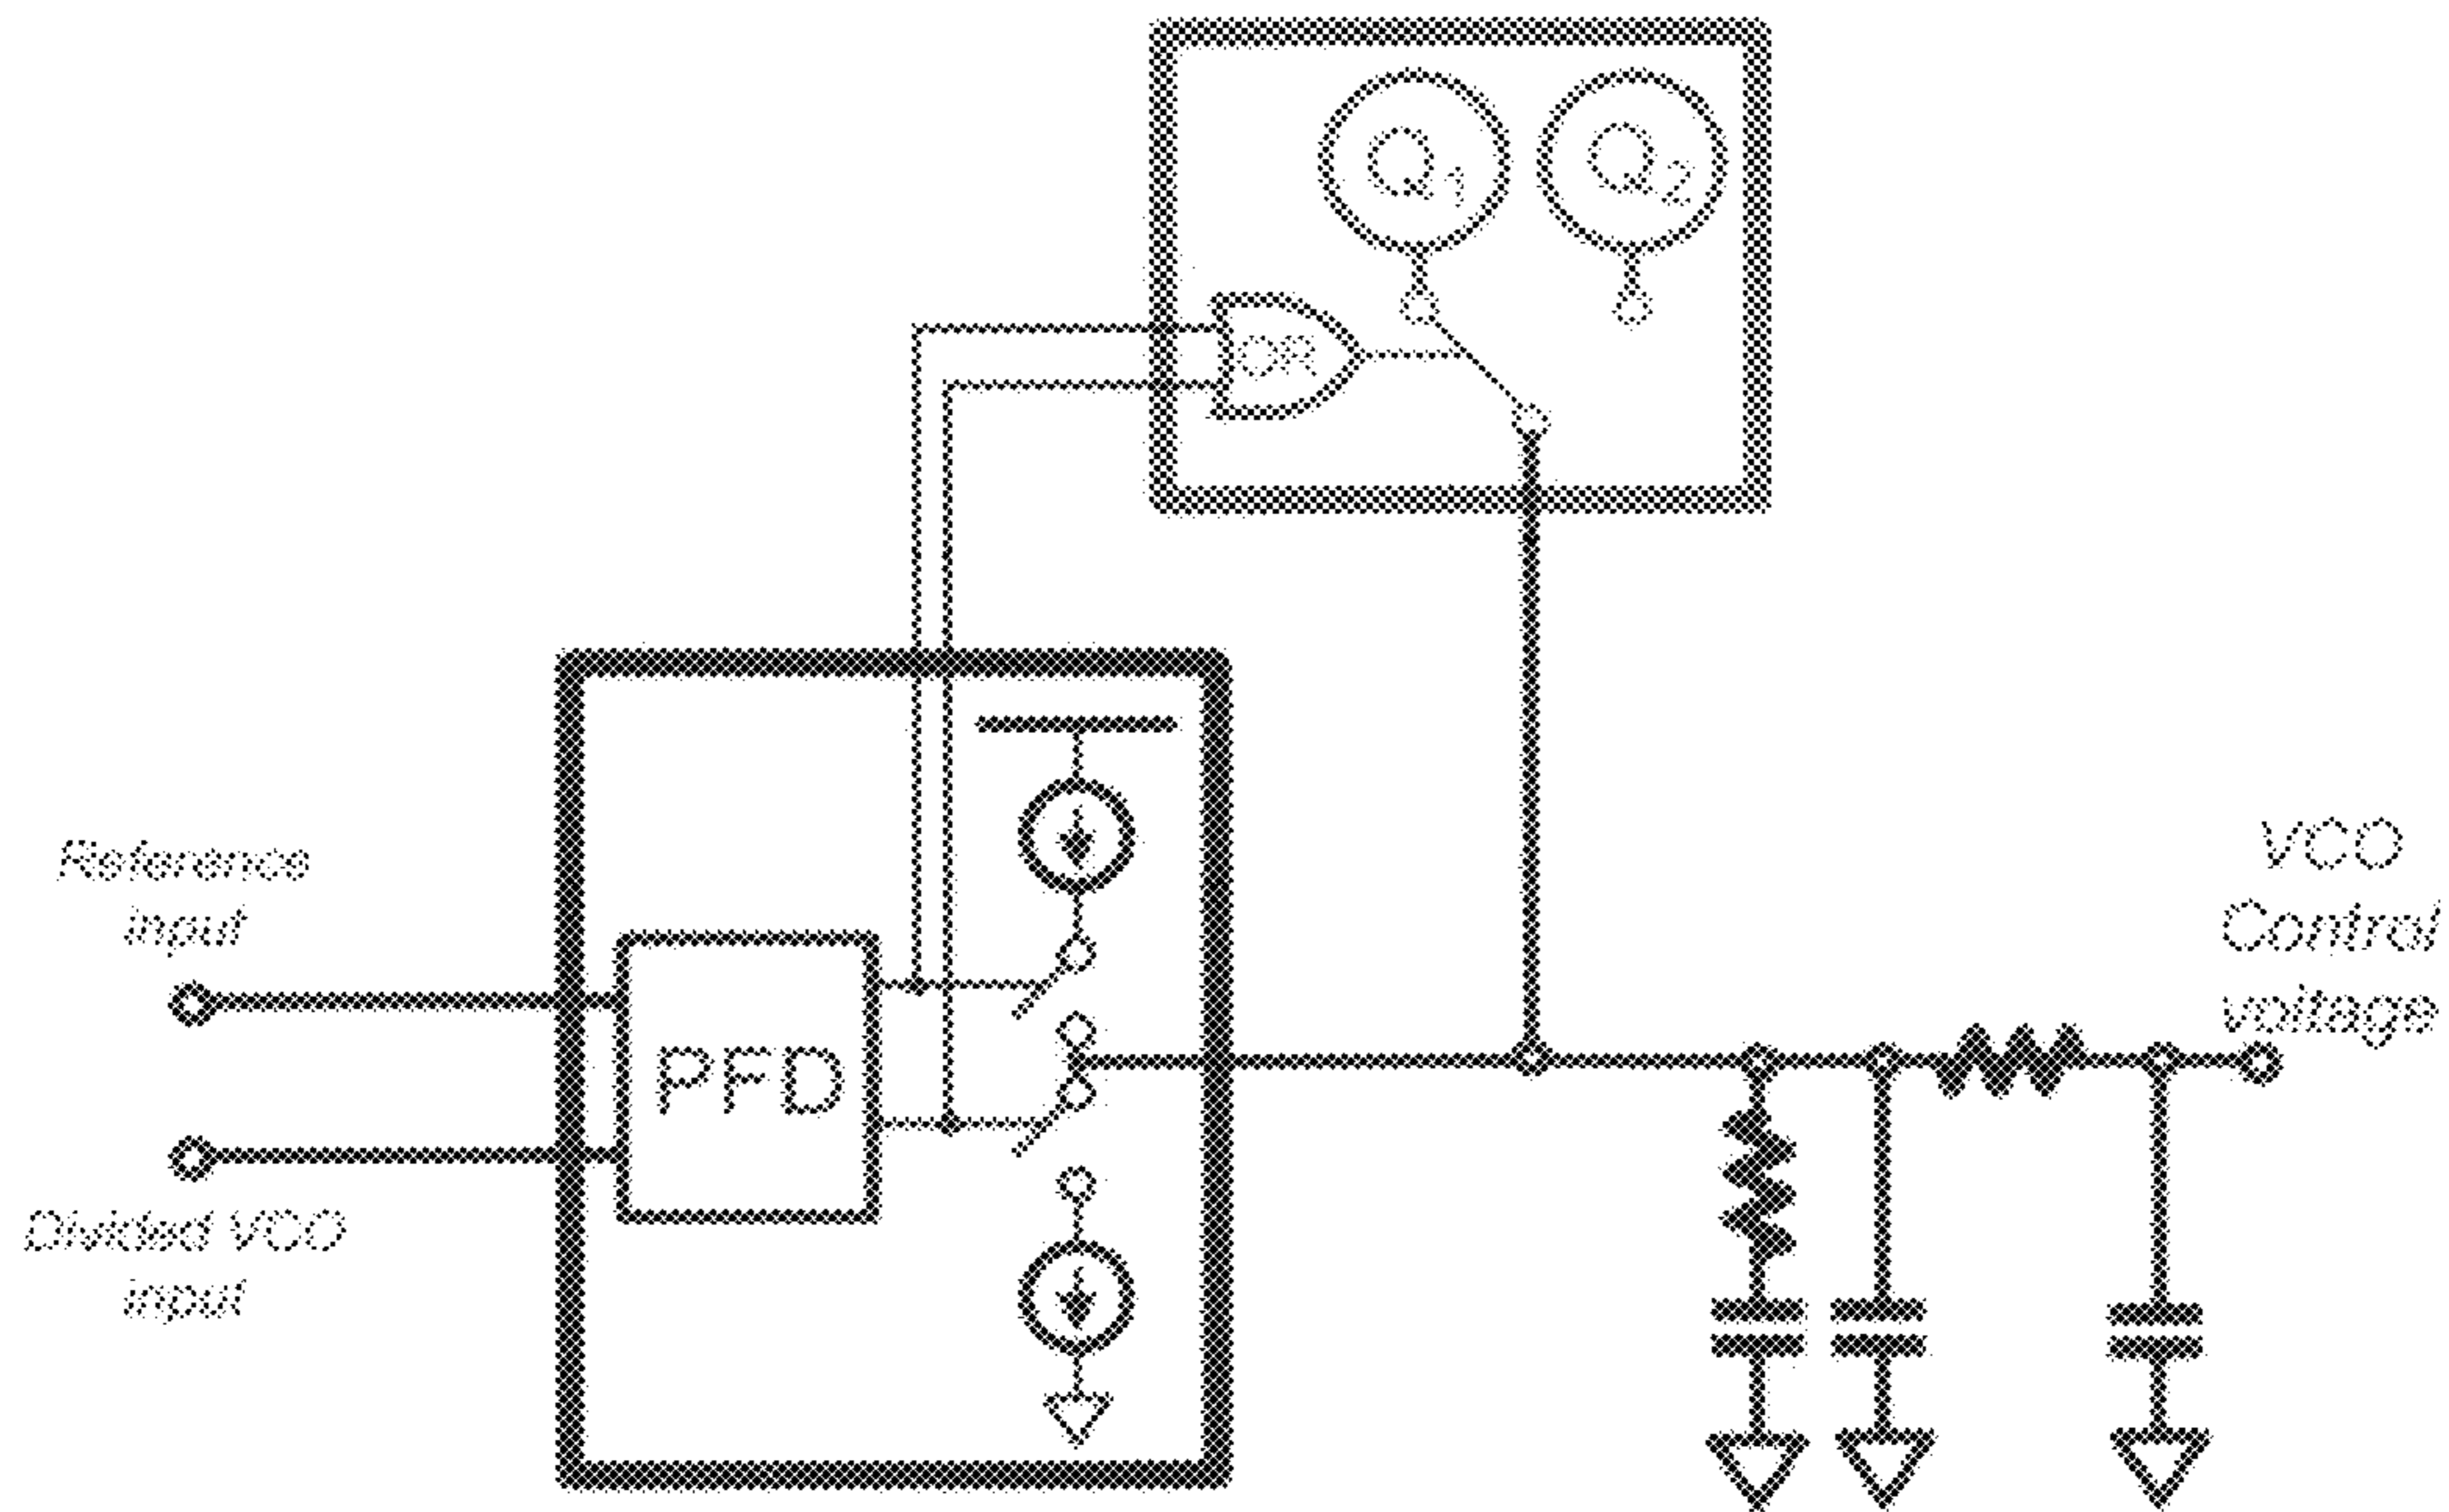 Q1
Q2
OR
Reference
input
PFD
Divided VCO
input
VCO
Control
voltage